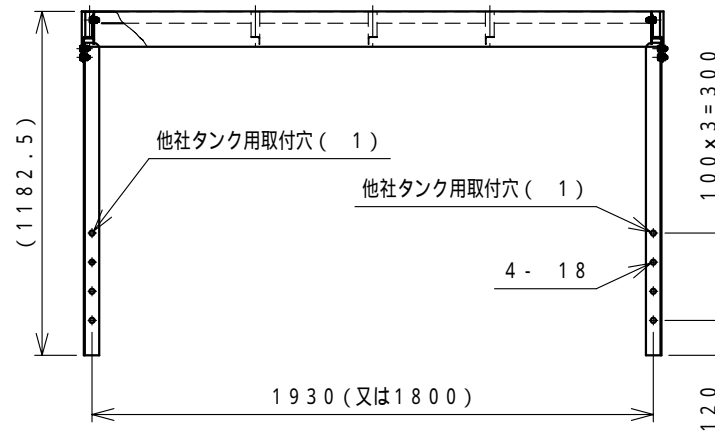 (1182.5)
他社タンク用取付穴( 1)
他社タンク用取付穴( 1)
4- 18
100x3=300
1930(又は1800)
120